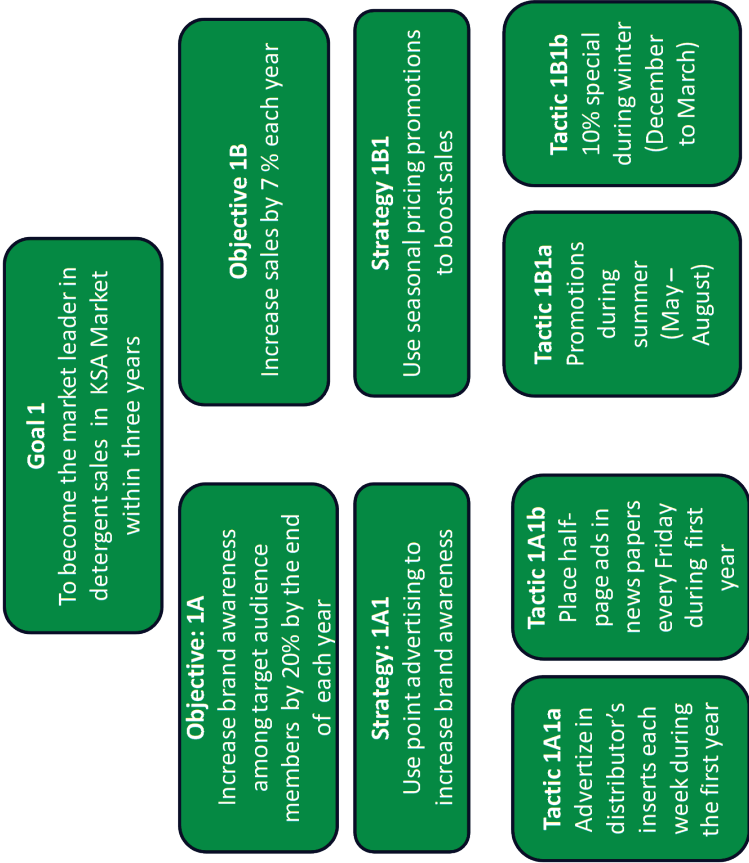 Goal 1
To become the market leader in
detergent sales in KSA Market
within three years
Objective: 1A
Increase brand awareness
among target audience
members by 20% by the end
of each year
Objective 1B
Increase sales by 7 % each year
Strategy: 1A1
Use point advertising to
increase brand awareness
Strategy 1B1
Use seasonal pricing promotions
to boost sales
Tactic 1A1a
Advertize in
distributor’s
inserts each
week during
the first year
Tactic 1A1b
Place half-
page ads in
news papers
every Friday
during first
year
Tactic 1B1a
Promotions
during
summer
(May–
August)
Tactic 1B1b
10% special
during winter
(December
to March)